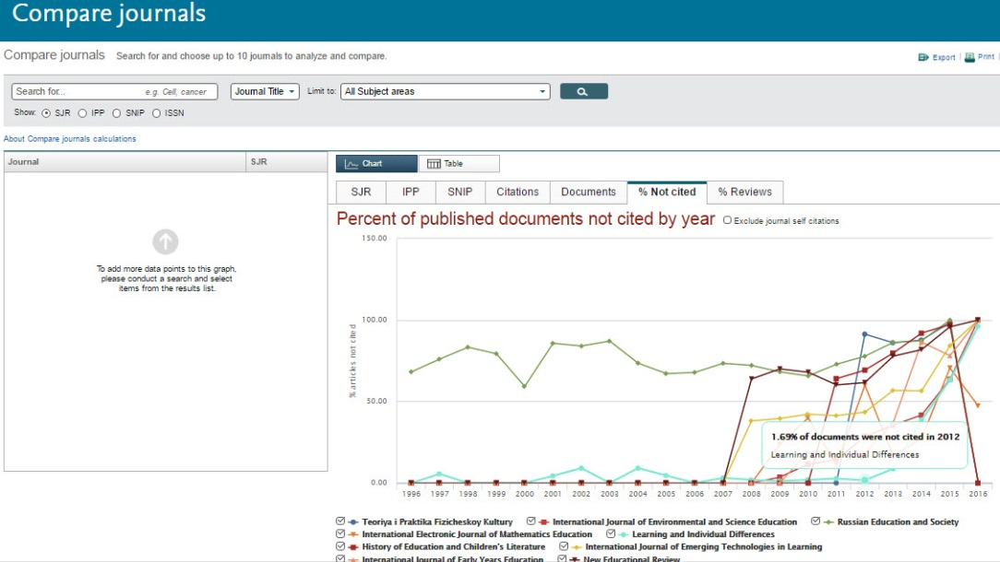 Compare journals
Compare journals Search for and choose up to 10 journals to analyze and compare.
Export | Print |
Search for... e.g. Cell, cancer Journal Title Limit to: All Subject areas
Show: SJR IPP SNIP ISSN
About Compare journals calculations
Journal SJR
Chart Table
SJR IPP SNIP Citations Documents % Not cited % Reviews
Percent of published documents not cited by year Exclude journal self citations
To add more data points to this graph,
please conduct a search and select
items from the results list.
% articles not cited
150.00
100.00
50.00
0.00
1.69% of documents were not cited in 2012
Learning and Individual Differences
1996 1997 1998 1999 2000 2001 2002 2003 2004 2005 2006 2007 2008 2009 2010 2011 2012 2013 2014 2015 2016
Teoriya i Praktika Fizicheskoy Kultury International Journal of Environmental and Science Education Russian Education and Society
International Electronic Journal of Mathematics Education Learning and Individual Differences
History of Education and Children's Literature International Journal of Emerging Technologies in Learning
International Journal of Early Years Education New Educational Review